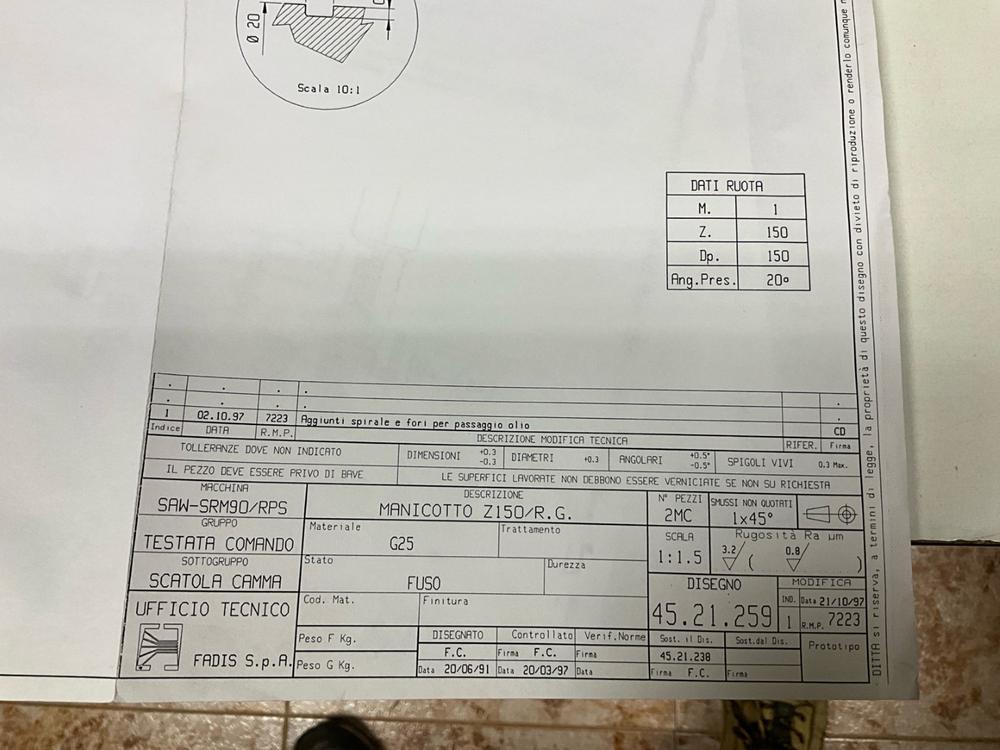 Ø 20
Scala 10:1
DATI RUOTA
M. 1
Z. 150
Dp. 150
Ang.Pres. 20°
1 02.10.97 7223 Aggiunti spirale e fori per passaggio olio CD
Indice DATA R.M.P. DESCRIZIONE MODIFICA TECNICA RIFER. Firma
TOLLERANZE DOVE NON INDICATO DIMENSIONI +0.3 -0.3 DIAMETRI +0.3 ANGOLARI +0.5° -0.5° SPIGOLI VIVI 0.3 Max.
IL PEZZO DEVE ESSERE PRIVO DI BAVE LE SUPERFICI LAVORATE NON DEBBONO ESSERE VERNICIATE SE NON SU RICHIESTA
MACCHINA
SAW-SRM90/RPS
GRUPPO
TESTATA COMANDO
SOTTOGRUPPO
SCATOLA CAMMA
UFFICIO TECNICO
FADIS S.p.A.
DESCRIZIONE
MANICOTTO Z150/R.G.
Materiale
G25
Trattamento
Stato
FUSO
Durezza
Cod. Mat.
Finitura
Peso F Kg.
Peso G Kg.
DISEGNATO Controllato Verif.Norme
F.C. Firma F.C. Firma
Data 20/06/91 Data 20/03/97 Data
N° PEZZI
2MC
SMUSSI NON QUOTATI
1x45°
SCALA
1:1.5
Rugosità Ra µm
3.2 ( 0.8 )
DISEGNO
45.21.259
MODIFICA
IND. Data 21/10/97
1 R.M.P. 7223
Sost. il Dis. Sost.dal Dis.
45.21.238
Firma F.C. Firma
Prototipo
DITTA si riserva, a termini di legge, la proprietà di questo disegno con divieto di riproduzione o renderlo comunque